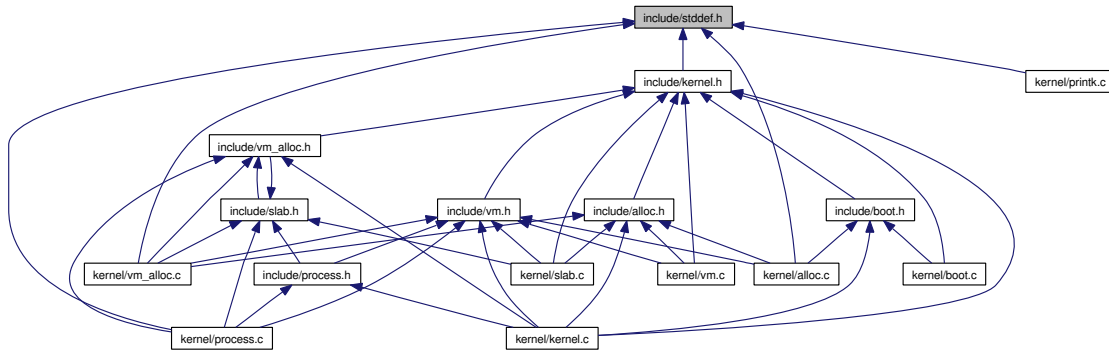 include/stddef.h
include/kernel.h
kernel/printk.c
include/vm_alloc.h
include/slab.h
include/vm.h
include/alloc.h
include/boot.h
kernel/vm_alloc.c
include/process.h
kernel/slab.c
kernel/vm.c
kernel/alloc.c
kernel/boot.c
kernel/process.c
kernel/kernel.c